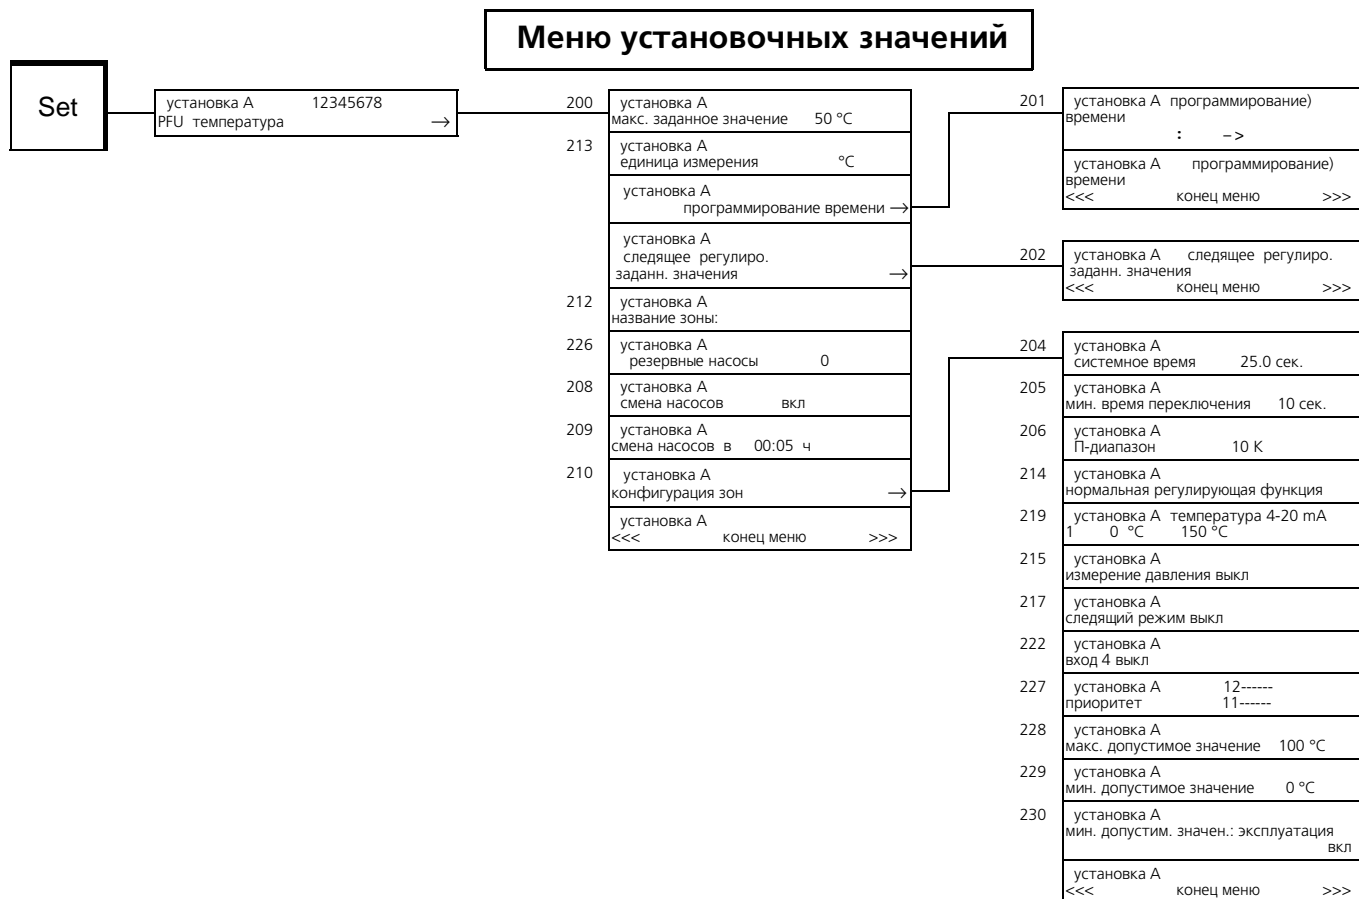 Меню установочных значений
Set
установка A 12345678
PFU температура →
200 установка A
макс. заданное значение 50 °C
213 установка A
единица измерения °C
установка A
программирование времени →
установка A
следящее регулиро.
заданн. значения →
212 установка A
название зоны:
226 установка A
резервные насосы 0
208 установка A
смена насосов вкл
209 установка A
смена насосов в 00:05 ч
210 установка A
конфигурация зон →
установка A
<<< конец меню >>>
201 установка A программирование)
времени
: –>
установка A программирование)
времени
<<< конец меню >>>
202 установка A следящее регулиро.
заданн. значения
<<< конец меню >>>
204 установка A
системное время 25.0 сек.
205 установка A
мин. время переключения 10 сек.
206 установка A
П-диапазон 10 K
214 установка A
нормальная регулирующая функция
219 установка A температура 4-20 mA
1 0 °C 150 °C
215 установка A
измерение давления выкл
217 установка A
следящий режим выкл
222 установка A
вход 4 выкл
227 установка A 12------
приоритет 11------
228 установка A
макс. допустимое значение 100 °C
229 установка A
мин. допустимое значение 0 °C
230 установка A
мин. допустим. значен.: эксплуатация
вкл
установка A
<<< конец меню >>>